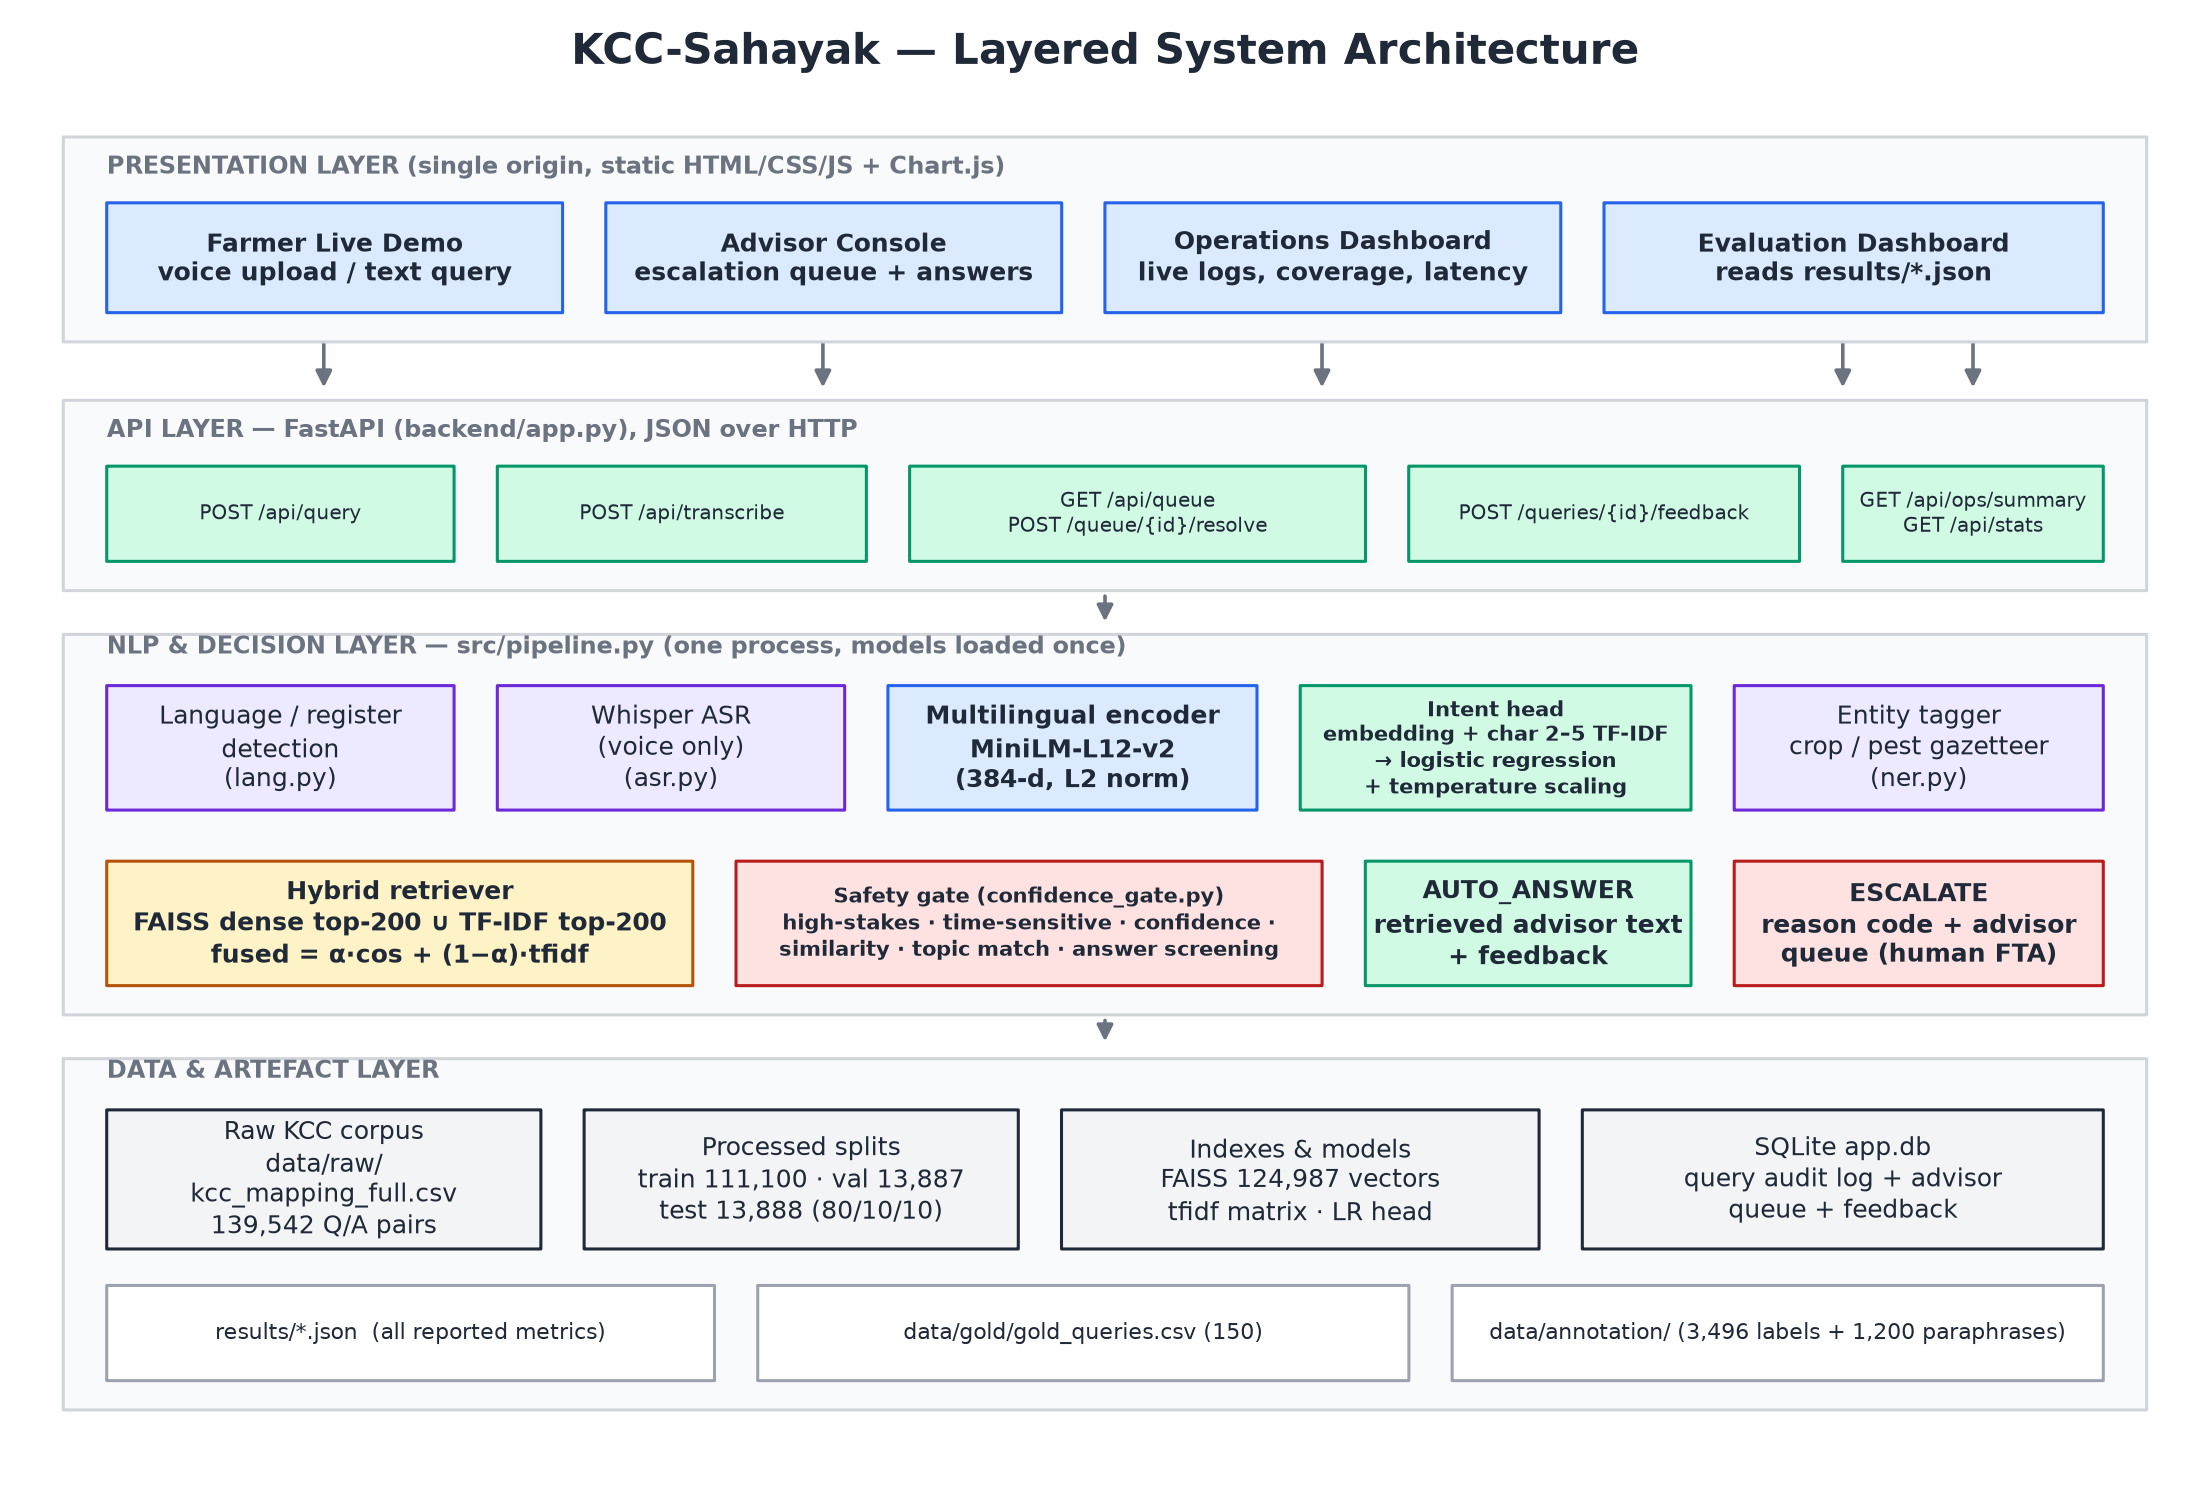 KCC-Sahayak — Layered System Architecture
PRESENTATION LAYER (single origin, static HTML/CSS/JS + Chart.js)
Farmer Live Demo
voice upload / text query
Advisor Console
escalation queue + answers
Operations Dashboard
live logs, coverage, latency
Evaluation Dashboard
reads results/*.json
API LAYER — FastAPI (backend/app.py), JSON over HTTP
POST /api/query
POST /api/transcribe
GET /api/queue
POST /queue/{id}/resolve
POST /queries/{id}/feedback
GET /api/ops/summary
GET /api/stats
NLP & DECISION LAYER — src/pipeline.py (one process, models loaded once)
Language / register
detection
(lang.py)
Whisper ASR
(voice only)
(asr.py)
Multilingual encoder
MiniLM-L12-v2
(384-d, L2 norm)
Intent head
embedding + char 2–5 TF-IDF
→ logistic regression
+ temperature scaling
Entity tagger
crop / pest gazetteer
(ner.py)
Hybrid retriever
FAISS dense top-200 ∪ TF-IDF top-200
fused = α·cos + (1−α)·tfidf
Safety gate (confidence_gate.py)
high-stakes · time-sensitive · confidence ·
similarity · topic match · answer screening
AUTO_ANSWER
retrieved advisor text
+ feedback
ESCALATE
reason code + advisor
queue (human FTA)
DATA & ARTEFACT LAYER
Raw KCC corpus
data/raw/
kcc_mapping_full.csv
139,542 Q/A pairs
Processed splits
train 111,100 · val 13,887
test 13,888 (80/10/10)
Indexes & models
FAISS 124,987 vectors
tfidf matrix · LR head
SQLite app.db
query audit log + advisor
queue + feedback
results/*.json  (all reported metrics)
data/gold/gold_queries.csv (150)
data/annotation/ (3,496 labels + 1,200 paraphrases)